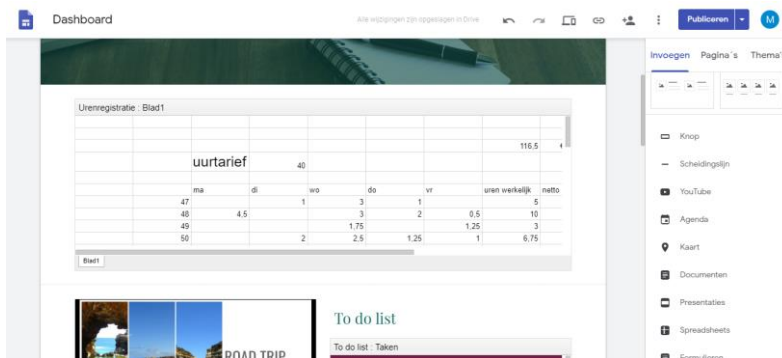 Dashboard
Alle wijzigingen zijn opgeslagen in Drive
Publiceren
M
Invoegen Pagina's Thema'
Urenregistratie : Blad1
116,5 €
uurtarief 40
ma di wo do vr uren werkelijk netto
47 1 3 1 5
48 4,5 3 2 0,5 10
49 1,75 1,25 3
50 2 2,5 1,25 1 6,75
Blad1
To do list
To do list : Taken
ROAD TRIP
Knop
Scheidingslijn
YouTube
Agenda
Kaart
Documenten
Presentaties
Spreadsheets
Formulieren